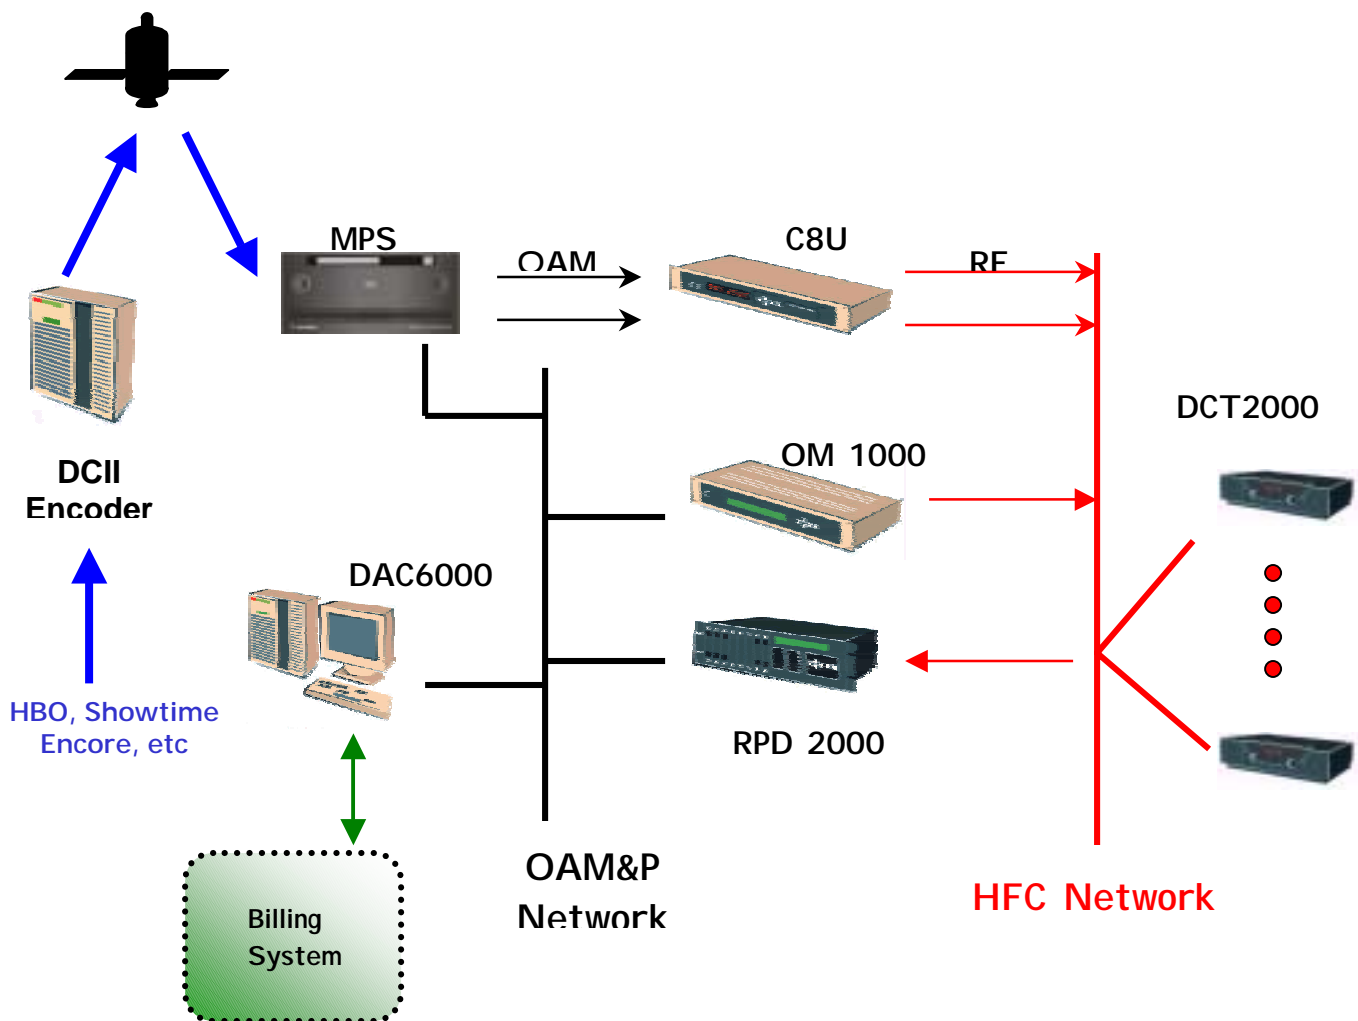 MPS
QAM
C8U
RF
DCT2000
DCII
Encoder
OM 1000
DAC6000
HBO, Showtime
Encore, etc
RPD 2000
OAM&P
Network
HFC Network
Billing
System